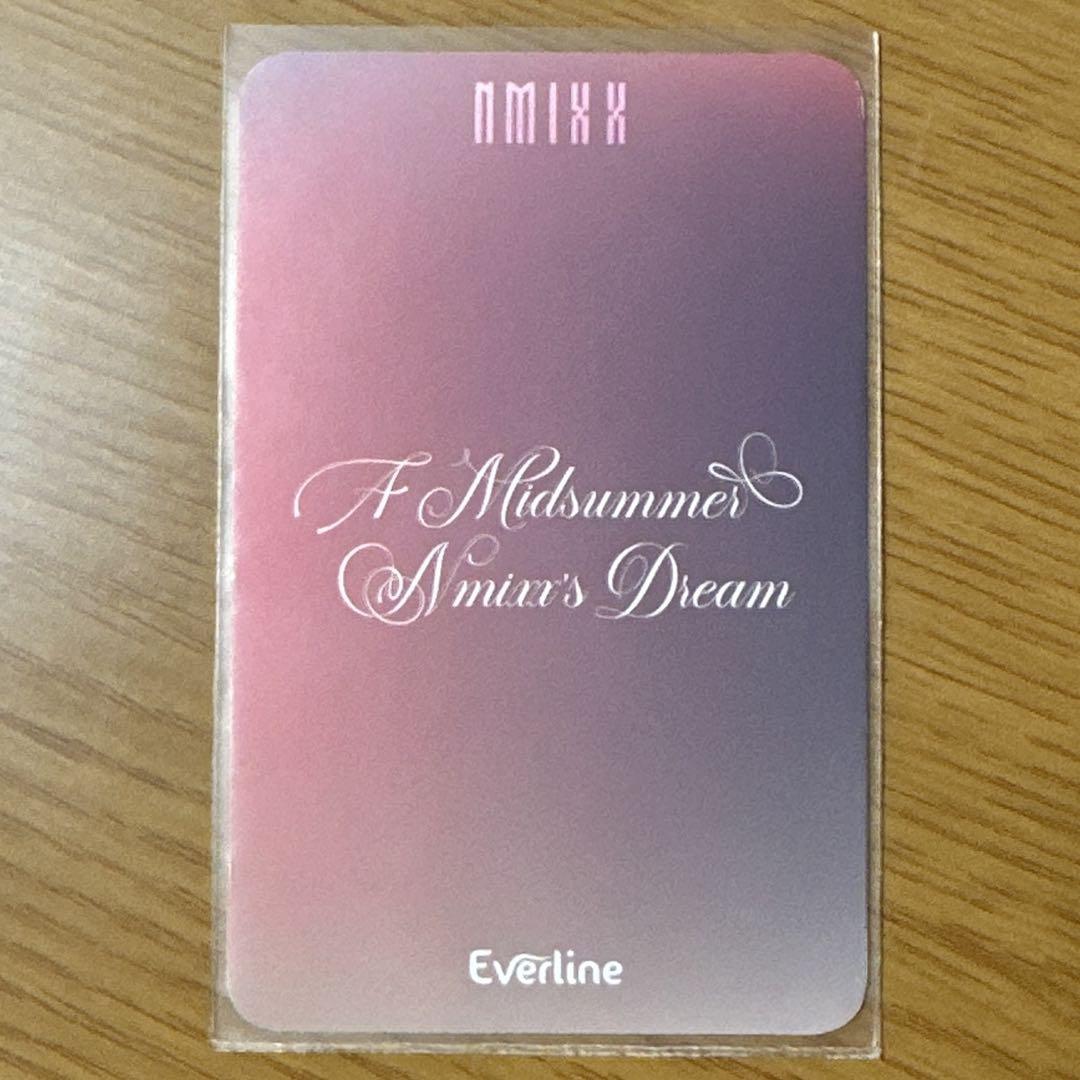 NMIXX
A Midsummer
Nmixx's Dream
Everline